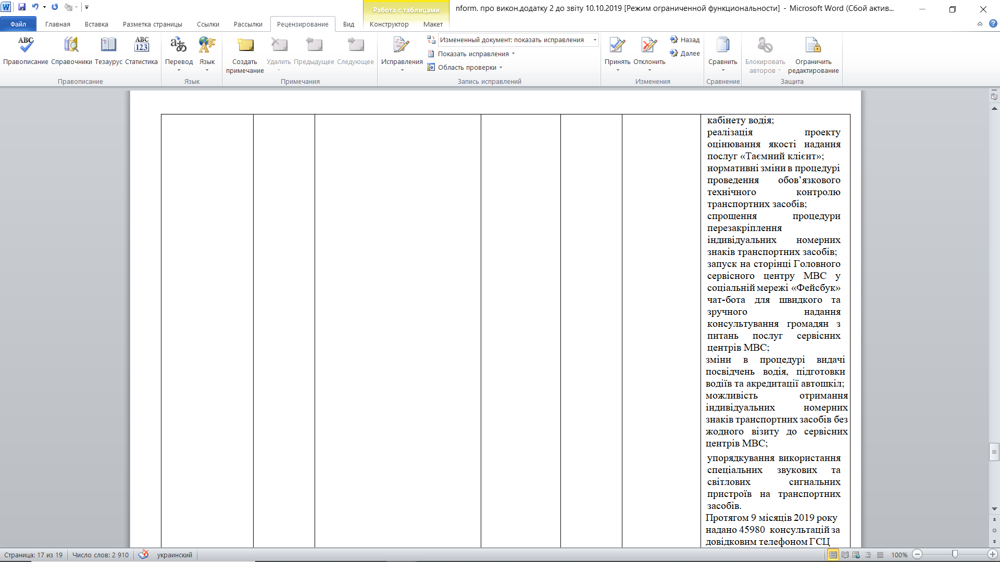 Работа с таблицами
nform. про викон.додатку 2 до звіту 10.10.2019 [Режим ограниченной функциональности] - Microsoft Word (Сбой актив...
Файл Главная Вставка Разметка страницы Ссылки Рассылки Рецензирование Вид Конструктор Макет
Правописание Справочники Тезаурус Статистика
Правописание
Перевод Язык
Язык
Создать примечание Удалить Предыдущее Следующее
Примечания
Исправления
Измененный документ: показать исправления
Показать исправления
Область проверки
Запись исправлений
Принять Отклонить
Назад
Далее
Изменения
Сравнить
Сравнение
Блокировать авторов
Ограничить редактирование
Защита
кабінету водія;
реалізація проекту
оцінювання якості надання
послуг «Таємний клієнт»;
нормативні зміни в процедурі
проведення обов’язкового
технічного контролю
транспортних засобів;
спрощення процедури
перезакріплення
індивідуальних номерних
знаків транспортних засобів;
запуск на сторінці Головного
сервісного центру МВС у
соціальній мережі «Фейсбук»
чат-бота для швидкого та
зручного надання
консультування громадян з
питань послуг сервісних
центрів МВС;
зміни в процедурі видачі
посвідчень водія, підготовки
водіїв та акредитації автошкіл;
можливість отримання
індивідуальних номерних
знаків транспортних засобів без
жодного візиту до сервісних
центрів МВС;
упорядкування використання
спеціальних звукових та
світлових сигнальних
пристроїв на транспортних
засобів.
Протягом 9 місяців 2019 року
надано 45980 консультацій за
довідковим телефоном ГСЦ
Страница: 17 из 19 Число слов: 2 910 украинский 100%